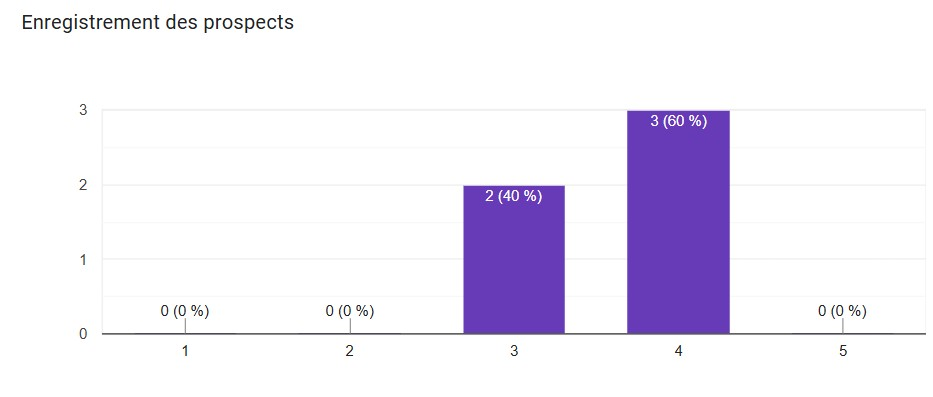 Enregistrement des prospects
3
3 (60 %)
2
2 (40 %)
1
0 (0 %) 0 (0 %) 0 (0 %)
0
1 2 3 4 5